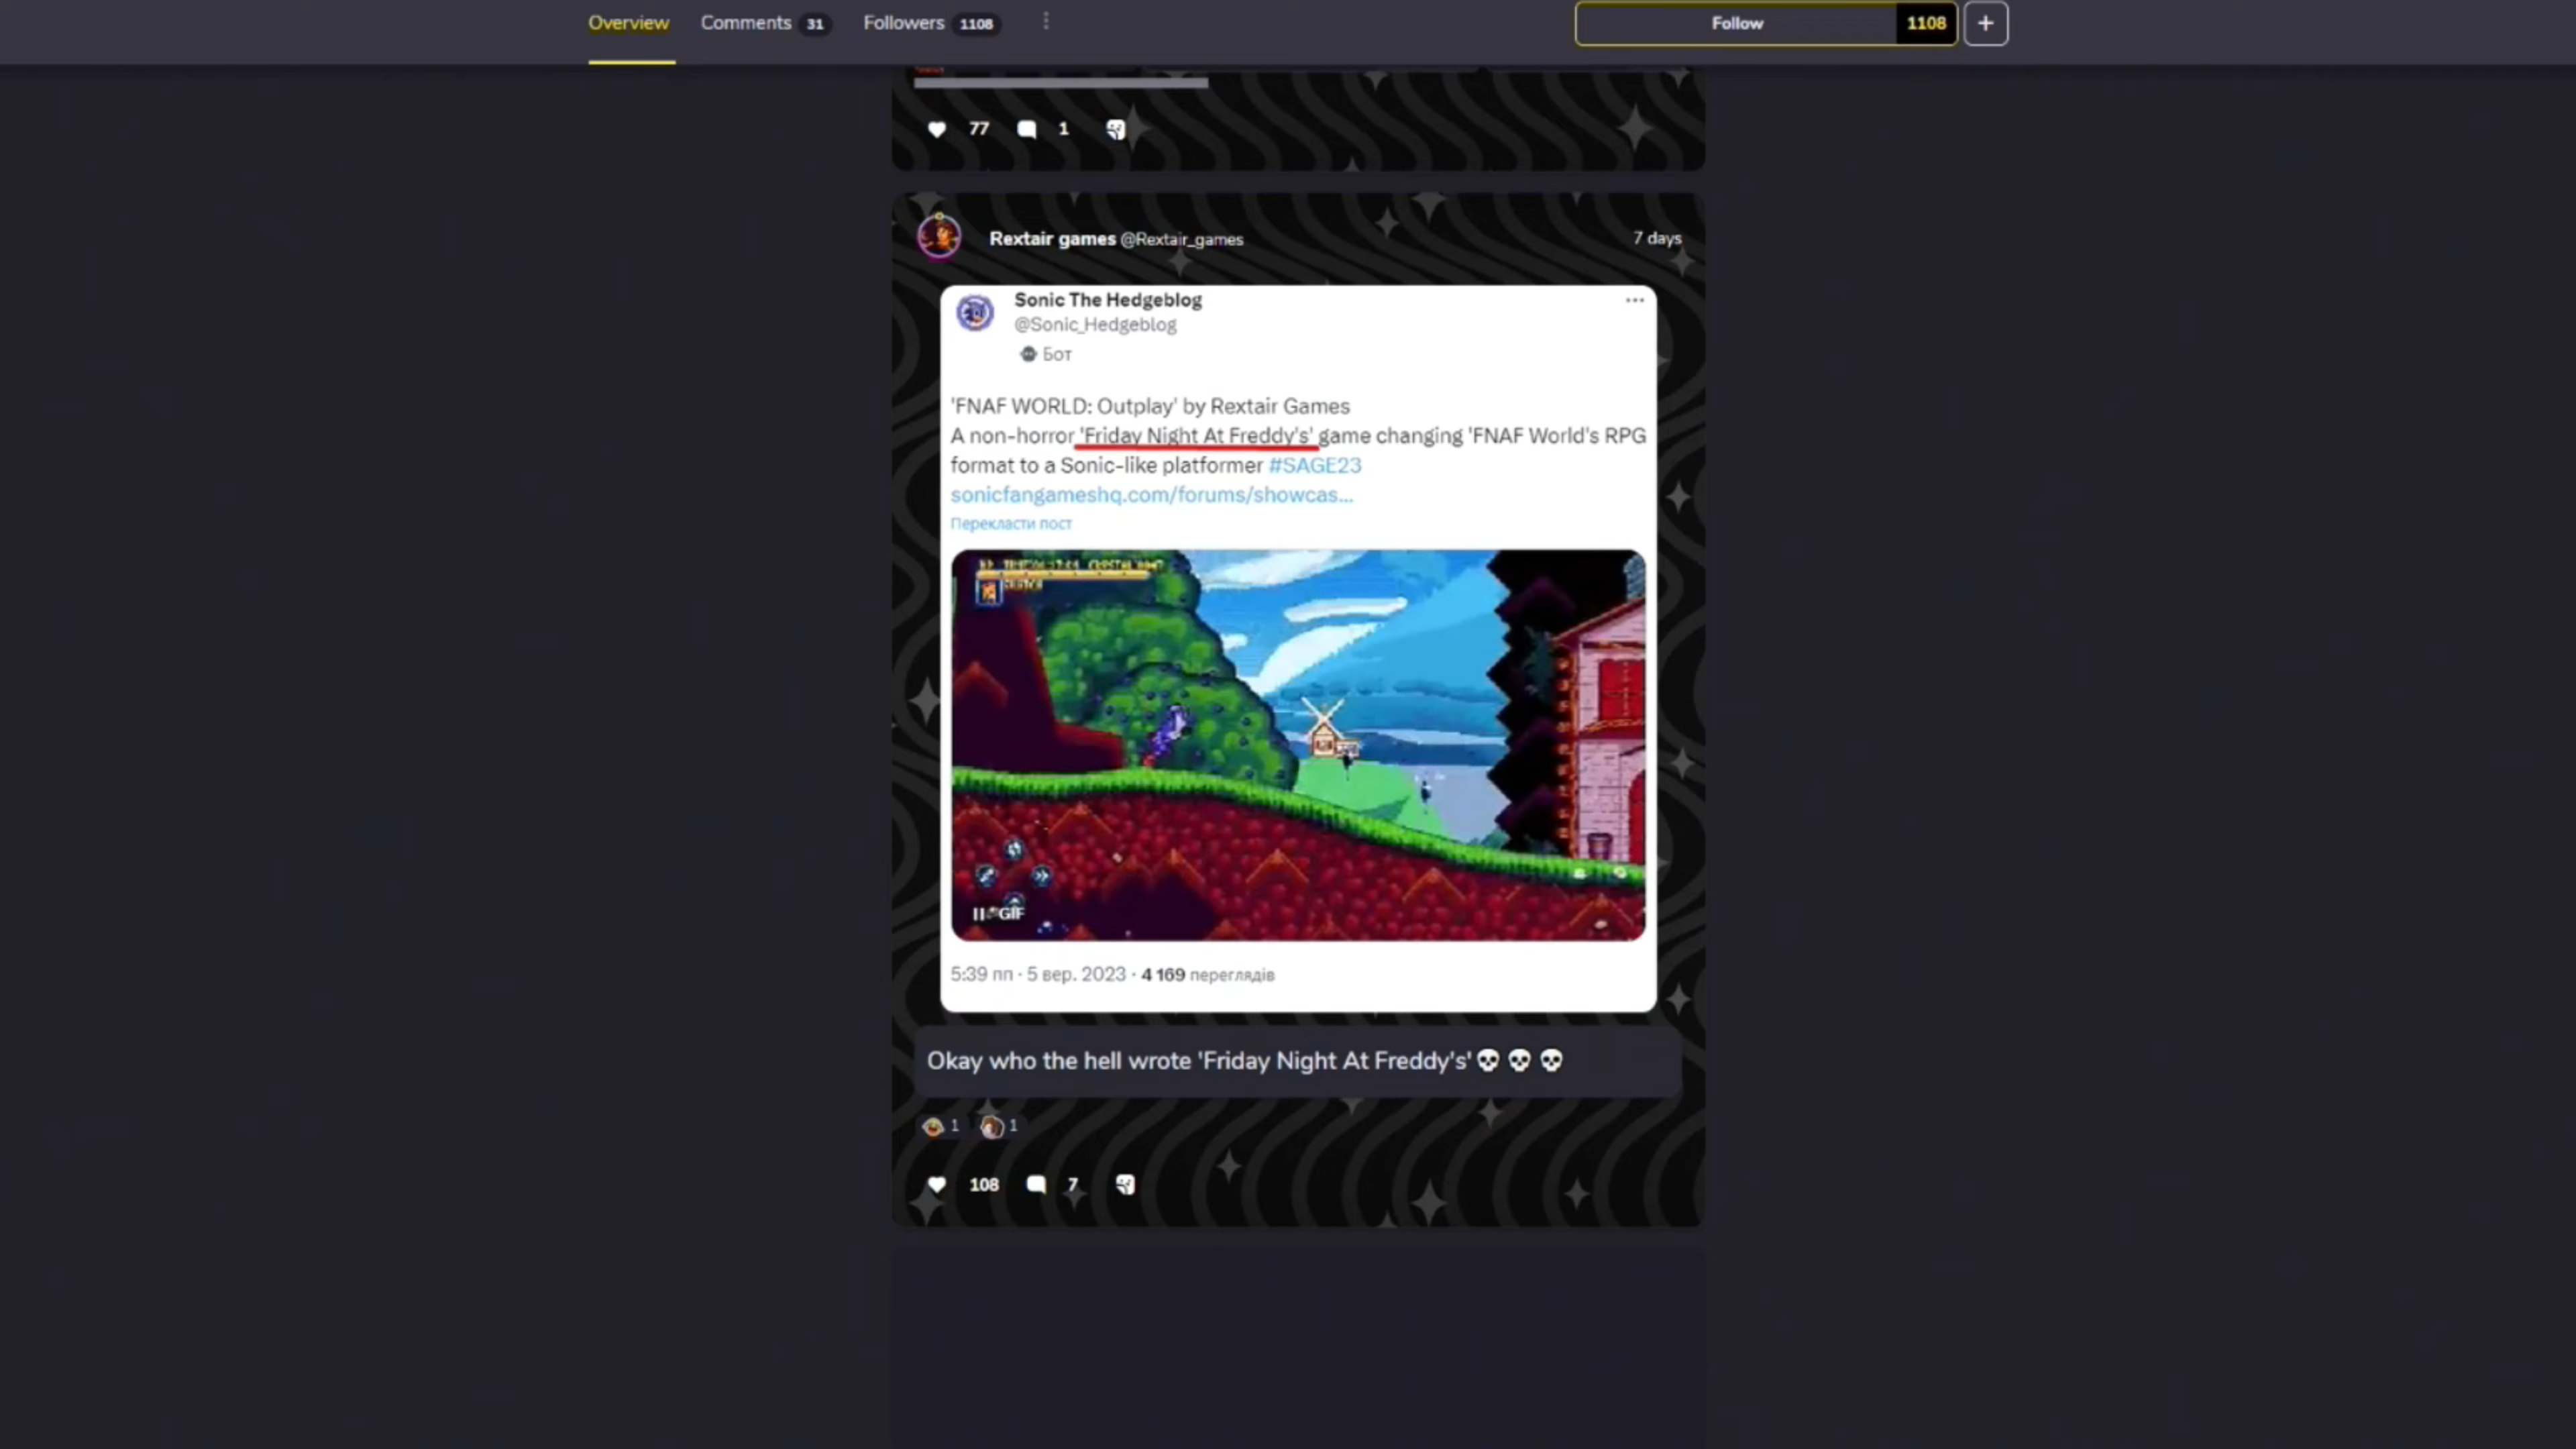 Overview Comments 31 Followers 1108
Follow 1108 +
77 1
Rextair games @Rextair_games 7 days
Sonic The Hedgeblog
@Sonic_Hedgeblog
Бот
'FNAF WORLD: Outplay' by Rextair Games
A non-horror 'Friday Night At Freddy's' game changing 'FNAF World's RPG
format to a Sonic-like platformer #SAGE23
sonicfangameshq.com/forums/showcas...
Перекласти пост
GIF
5:39 пп · 5 вер. 2023 · 4 169 переглядів
Okay who the hell wrote 'Friday Night At Freddy's'💀💀💀
1 1
108 7